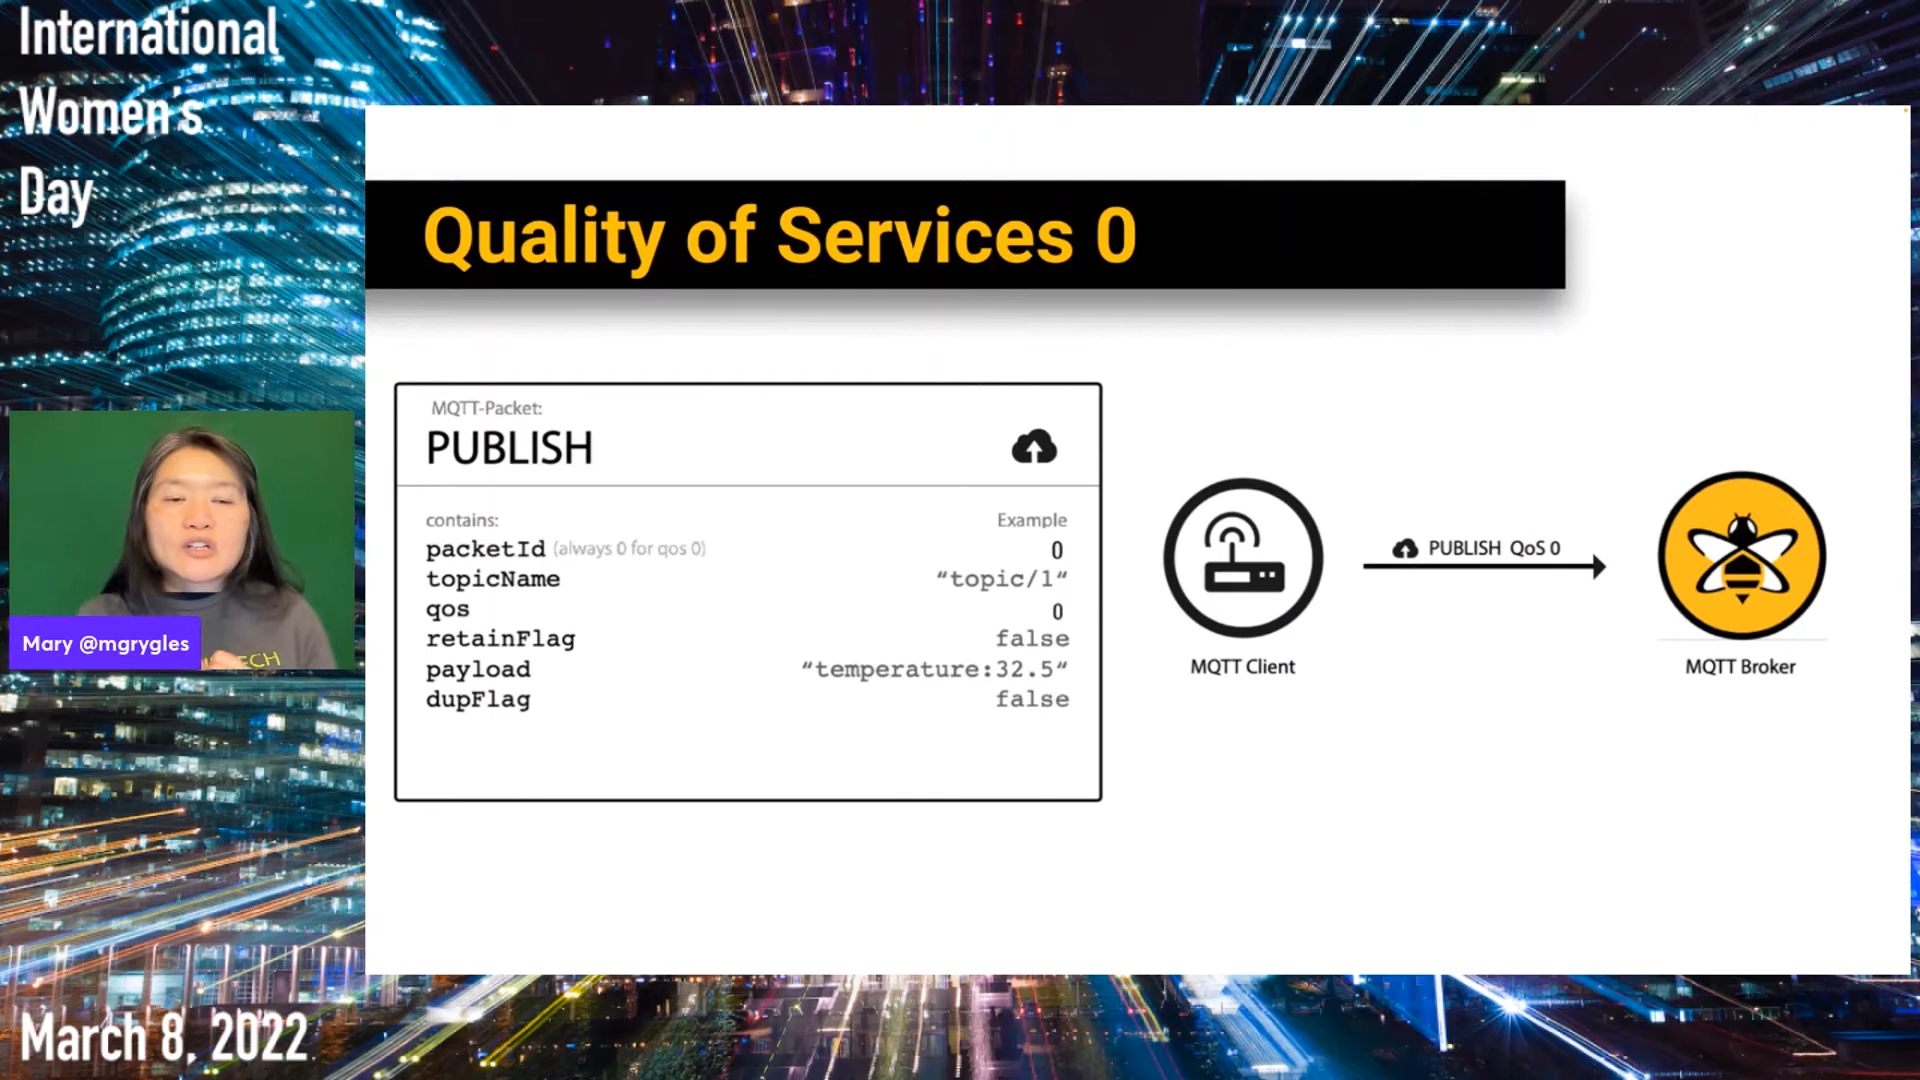 International
Women's
Day
Quality of Services 0
MQTT-Packet:
PUBLISH
contains: Example
packetId (always 0 for qos 0) 0
topicName “topic/1“
qos 0
retainFlag false
payload “temperature:32.5“
dupFlag false
PUBLISH QoS 0
MQTT Client
MQTT Broker
Mary @mgrygles
March 8, 2022